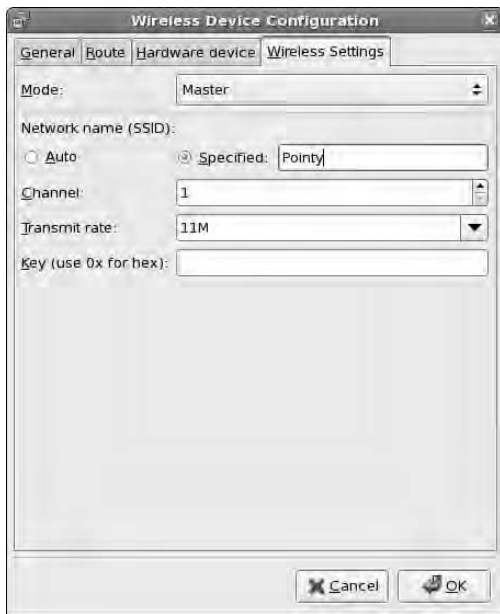 Wireless Device Configuration
General Route Hardware device Wireless Settings
Mode: Master
Network name (SSID):
Auto Specified: Pointy
Channel: 1
Transmit rate: 11M
Key (use 0x for hex):
Cancel OK